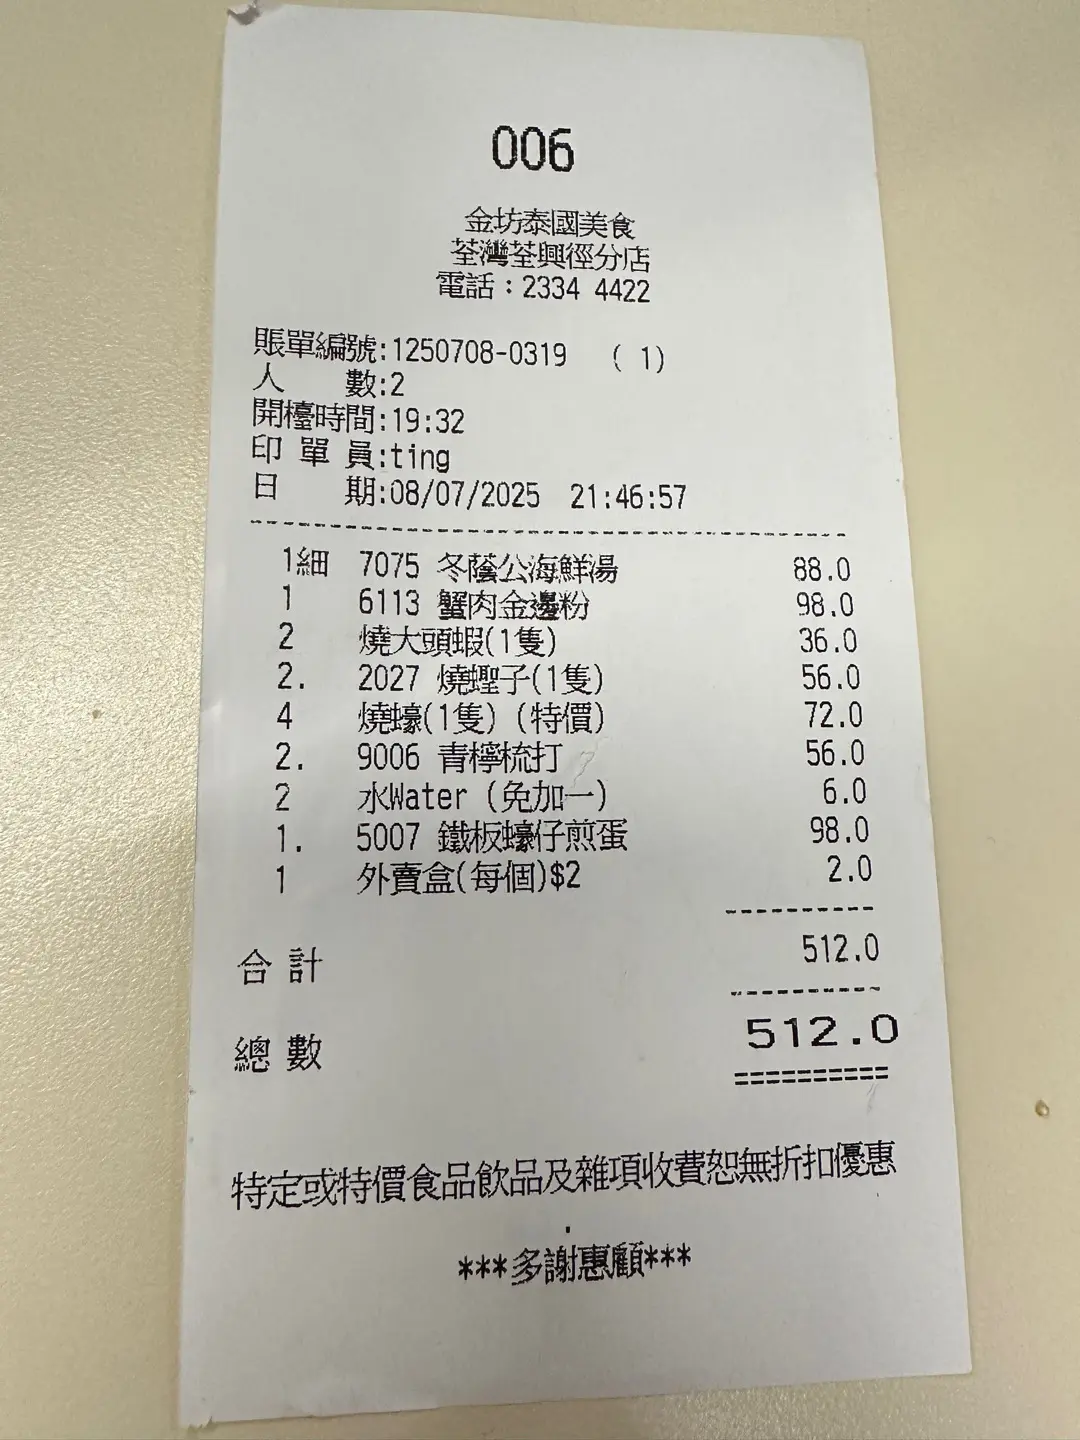 006
金坊泰國美食
荃灣荃興徑分店
電話：2334 4422
賬單編號:1250708-0319 ( 1)
人 數:2
開檯時間:19:32
印 單 員:ting
日 期:08/07/2025 21:46:57
1細 7075 冬蔭公海鮮湯 88.0
1 6113 蟹肉金邊粉 98.0
2 燒大頭蝦(1隻) 36.0
2. 2027 燒蟶子(1隻) 56.0
4 燒蠔(1隻) (特價) 72.0
2. 9006 青檸梳打 56.0
2 水Water (免加一) 6.0
1. 5007 鐵板蠔仔煎蛋 98.0
1 外賣盒(每個)$2 2.0
合 計 512.0
總 數 512.0
特定或特價食品飲品及雜項收費恕無折扣優惠
.
***多謝惠顧***